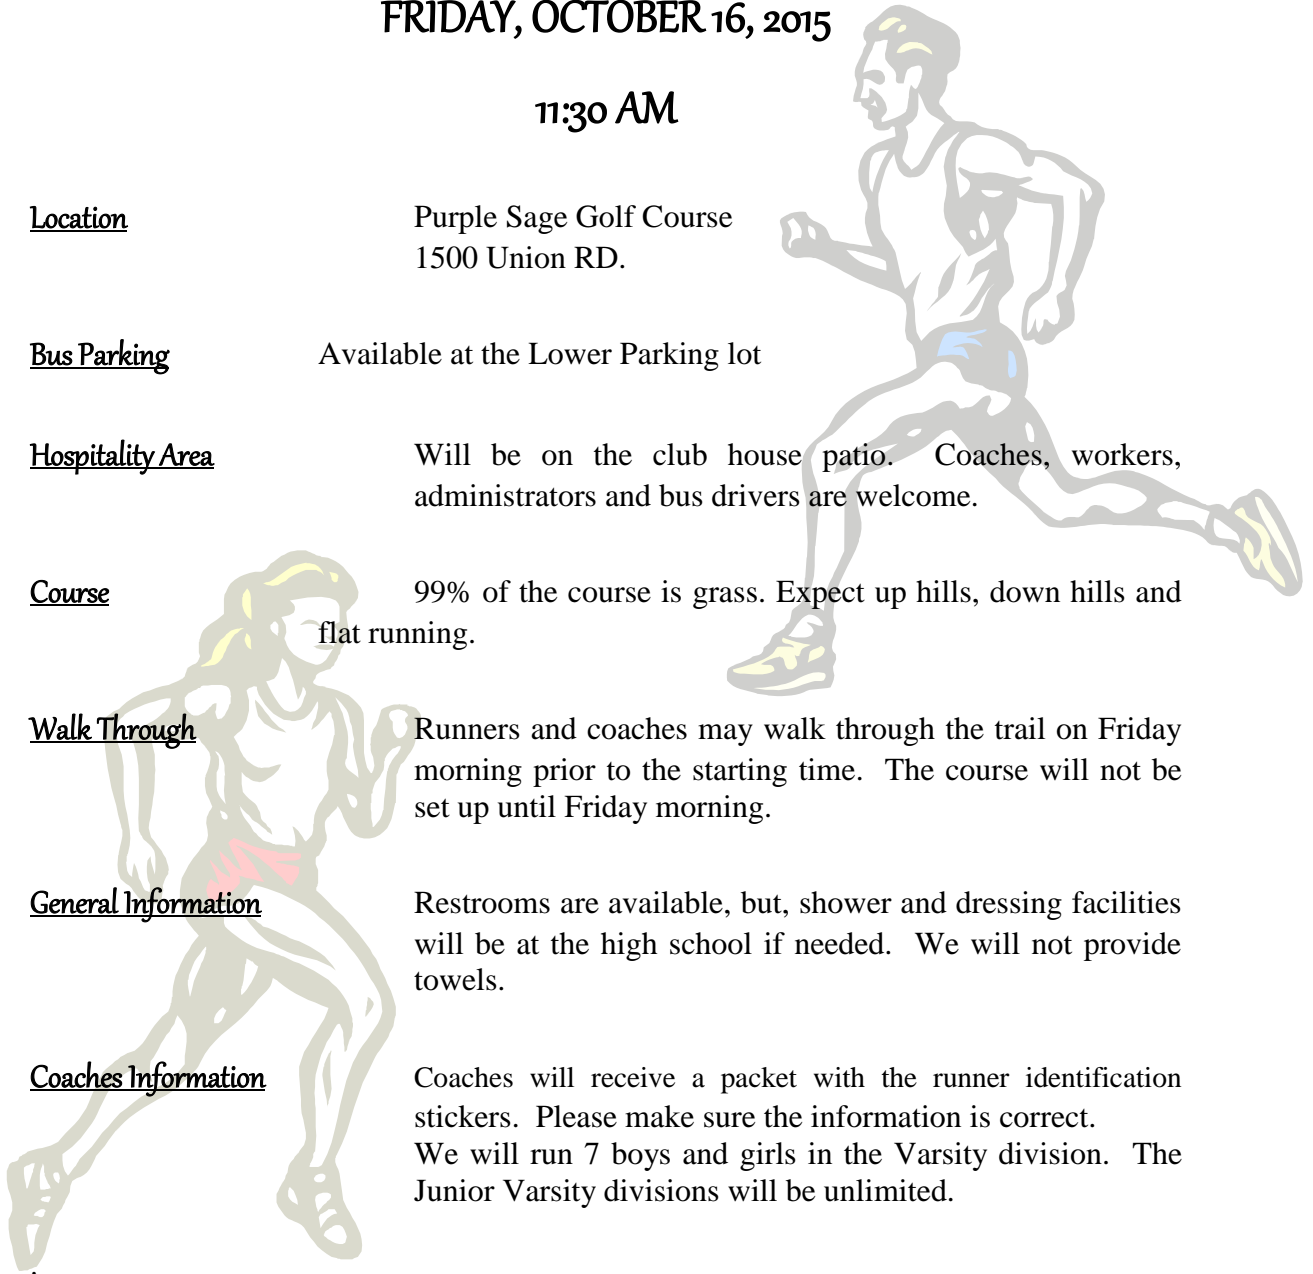 FRIDAY, OCTOBER 16, 2015
11:30 AM
Location Purple Sage Golf Course
1500 Union RD.
Bus Parking Available at the Lower Parking lot
Hospitality Area Will be on the club house patio. Coaches, workers,
administrators and bus drivers are welcome.
Course 99% of the course is grass. Expect up hills, down hills and
flat running.
Walk Through Runners and coaches may walk through the trail on Friday
morning prior to the starting time. The course will not be
set up until Friday morning.
General Information Restrooms are available, but, shower and dressing facilities
will be at the high school if needed. We will not provide
towels.
Coaches Information Coaches will receive a packet with the runner identification
stickers. Please make sure the information is correct.
We will run 7 boys and girls in the Varsity division. The
Junior Varsity divisions will be unlimited.